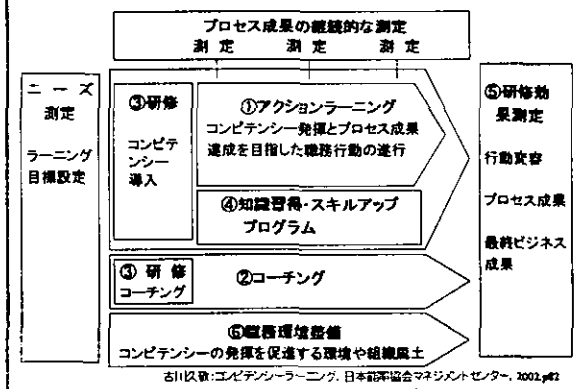 プロセス成果の継続的な測定
測 定 測 定 測 定
ニ ー ズ
測定
ラーニング
目標設定
③研修
コンピテ
ンシー
導入
①アクションラーニング
コンピテンシー発揮とプロセス成果
達成を目指した職務行動の遂行
④知識習得・スキルアップ
プログラム
⑤研修効
果測定
行動変容
プロセス成果
最終ビジネス
成果
③ 研 修
コーチング
②コーチング
⑥職務環境整備
コンピテンシーの発揮を促進する環境や組織風土
古川久敬:コンピテンシーラーニング, 日本能率協会マネジメントセンター, 2002,p82